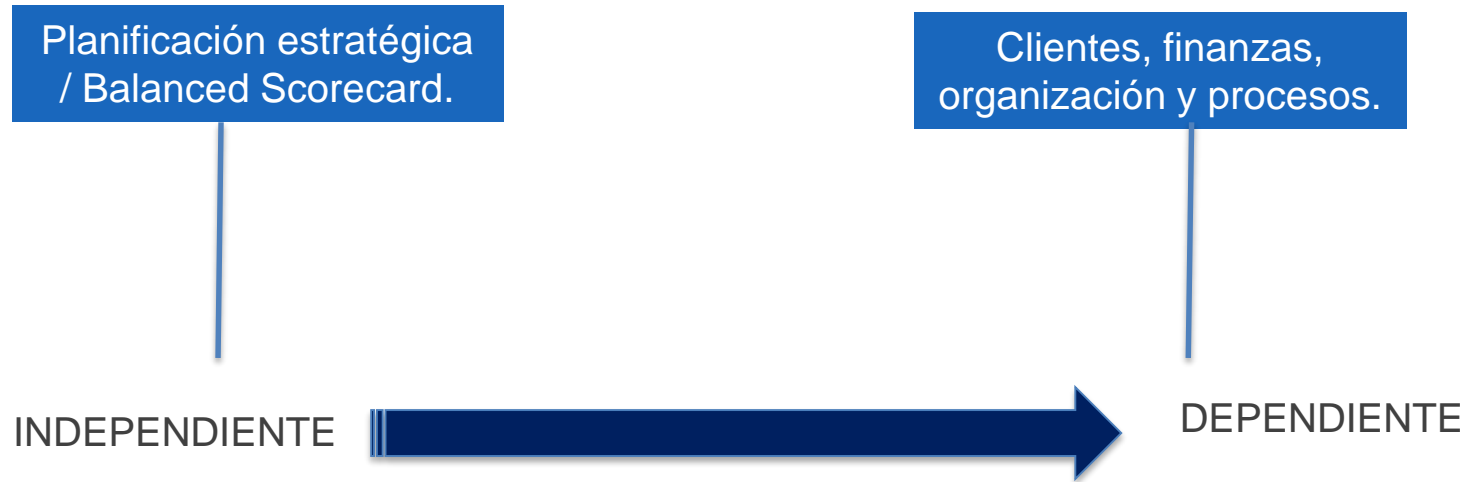 Planificación estratégica
/ Balanced Scorecard.
Clientes, finanzas,
organización y procesos.
INDEPENDIENTE
DEPENDIENTE